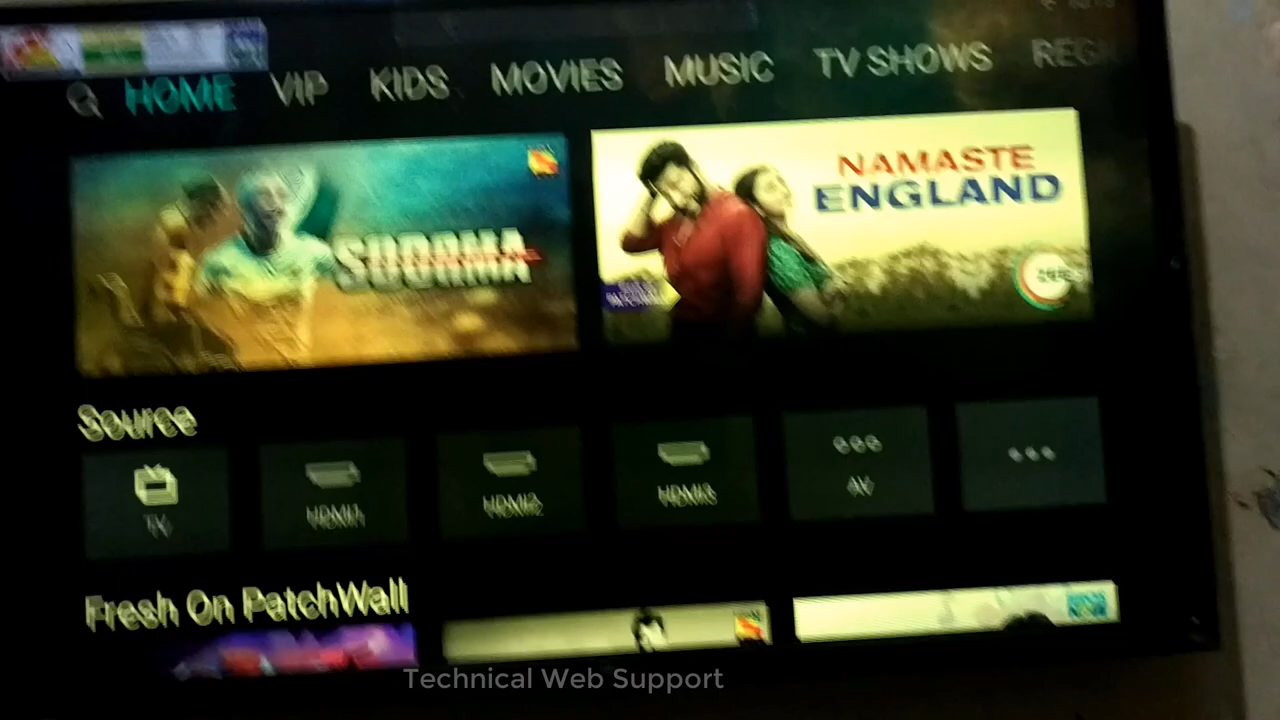 HOME VIP KIDS MOVIES MUSIC TV SHOWS REGI
SOORMA
NAMASTE
ENGLAND
Source
TV
HDMI1
HDMI2
HDMI3
AV
Fresh On PatchWall
Technical Web Support